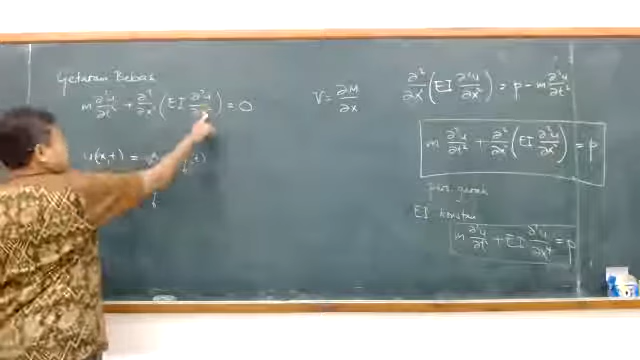 Getaran Bebas
m ∂²u/∂t² + ∂²/∂x² (EI ∂²u/∂x²) = 0
u(x,t) =
V = ∂M/∂x
∂²/∂x² (EI ∂²u/∂x²) = p - m ∂²u/∂t²
m ∂²u/∂t² + ∂²/∂x² (EI ∂²u/∂x²) = p
pers. gerak
EI konstan
m ∂²u/∂t² + EI ∂⁴u/∂x⁴ = p